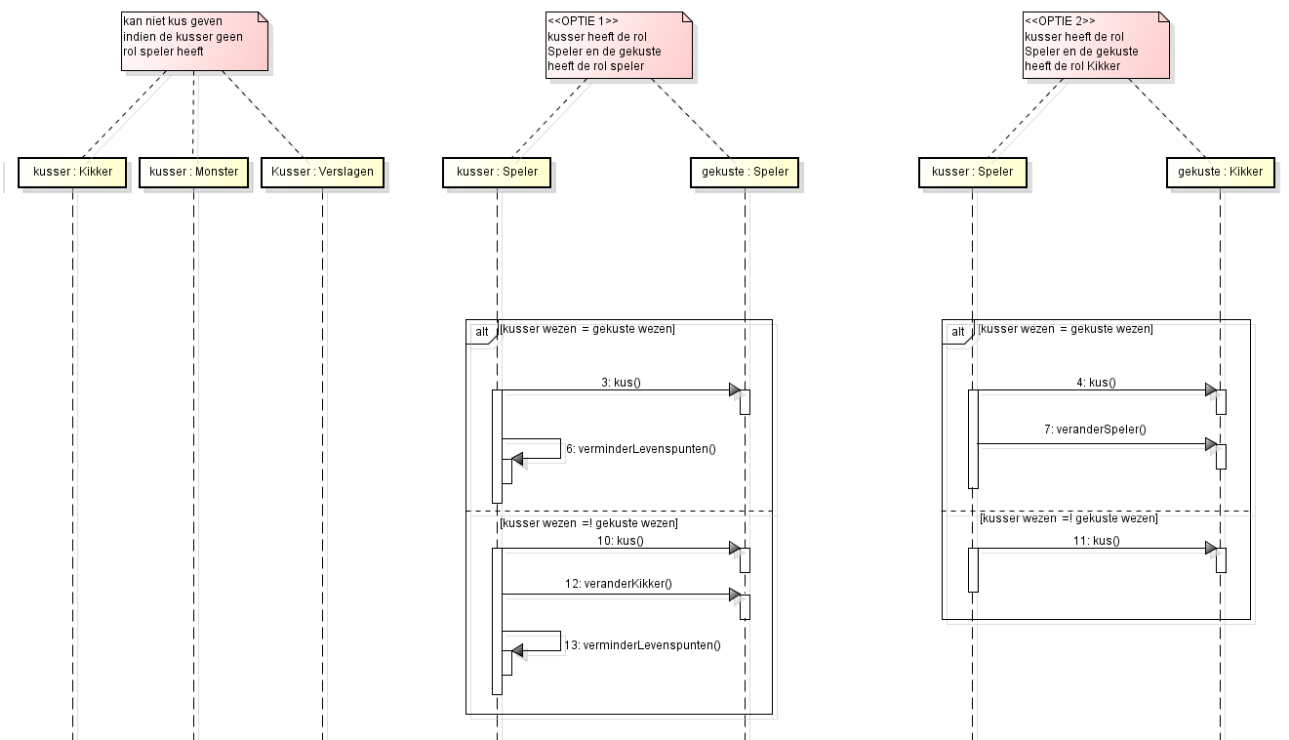 kan niet kus geven
indien de kusser geen
rol speler heeft
<<OPTIE 1>>
kusser heeft de rol
Speler en de gekuste
heeft de rol speler
<<OPTIE 2>>
kusser heeft de rol
Speler en de gekuste
heeft de rol Kikker
kusser : Kikker
kusser : Monster
Kusser : Verslagen
kusser : Speler
gekuste : Speler
kusser : Speler
gekuste : Kikker
alt
[kusser wezen = gekuste wezen]
3: kus()
6: verminderLevenspunten()
[kusser wezen =! gekuste wezen]
10: kus()
12: veranderKikker()
13: verminderLevenspunten()
alt
[kusser wezen = gekuste wezen]
4: kus()
7: veranderSpeler()
[kusser wezen =! gekuste wezen]
11: kus()